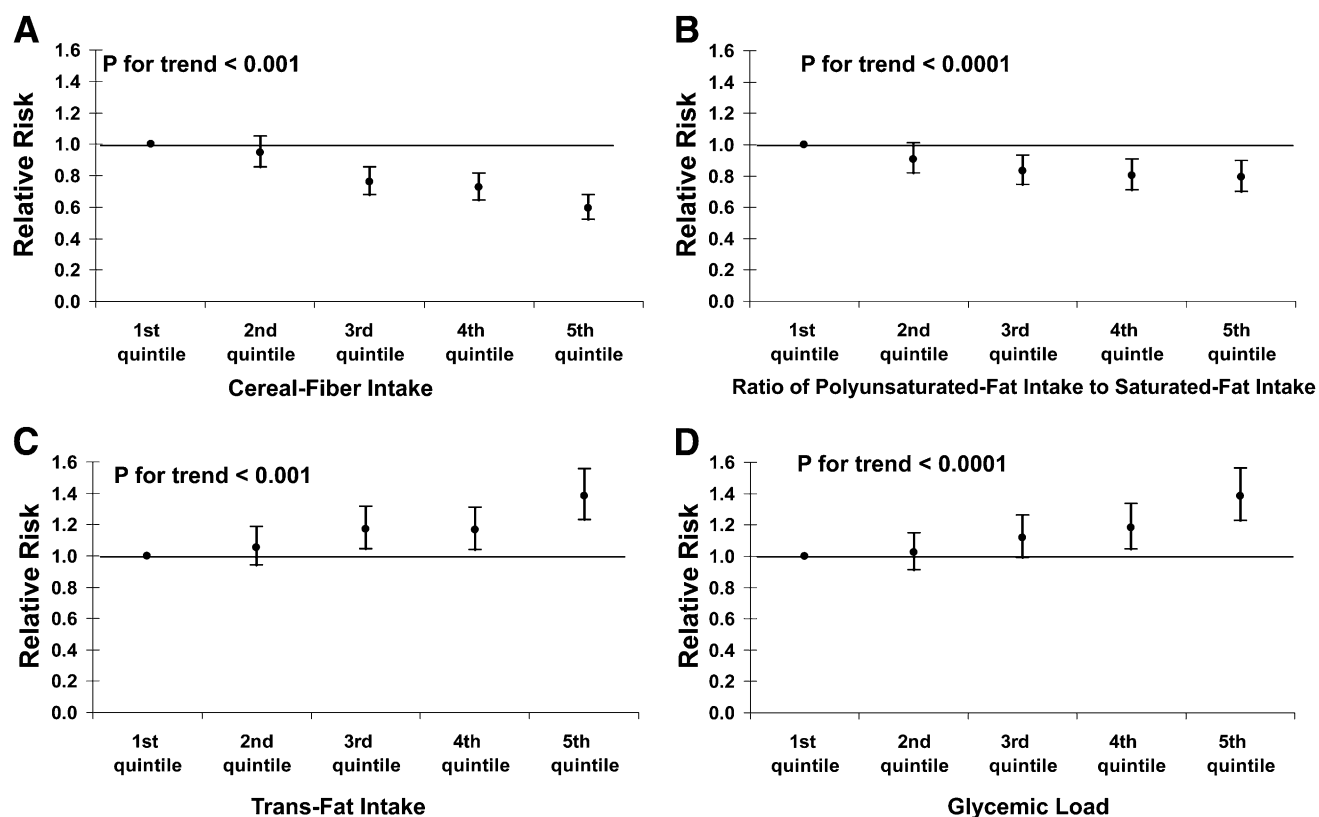 A
P for trend < 0.001
Relative Risk
1.6
1.4
1.2
1.0
0.8
0.6
0.4
0.2
0.0
1st 2nd 3rd 4th 5th
quintile quintile quintile quintile quintile
Cereal-Fiber Intake
B
P for trend < 0.0001
Relative Risk
1.6
1.4
1.2
1.0
0.8
0.6
0.4
0.2
0.0
1st 2nd 3rd 4th 5th
quintile quintile quintile quintile quintile
Ratio of Polyunsaturated-Fat Intake to Saturated-Fat Intake
C
P for trend < 0.001
Relative Risk
1.6
1.4
1.2
1.0
0.8
0.6
0.4
0.2
0.0
1st 2nd 3rd 4th 5th
quintile quintile quintile quintile quintile
Trans-Fat Intake
D
P for trend < 0.0001
Relative Risk
1.6
1.4
1.2
1.0
0.8
0.6
0.4
0.2
0.0
1st 2nd 3rd 4th 5th
quintile quintile quintile quintile quintile
Glycemic Load